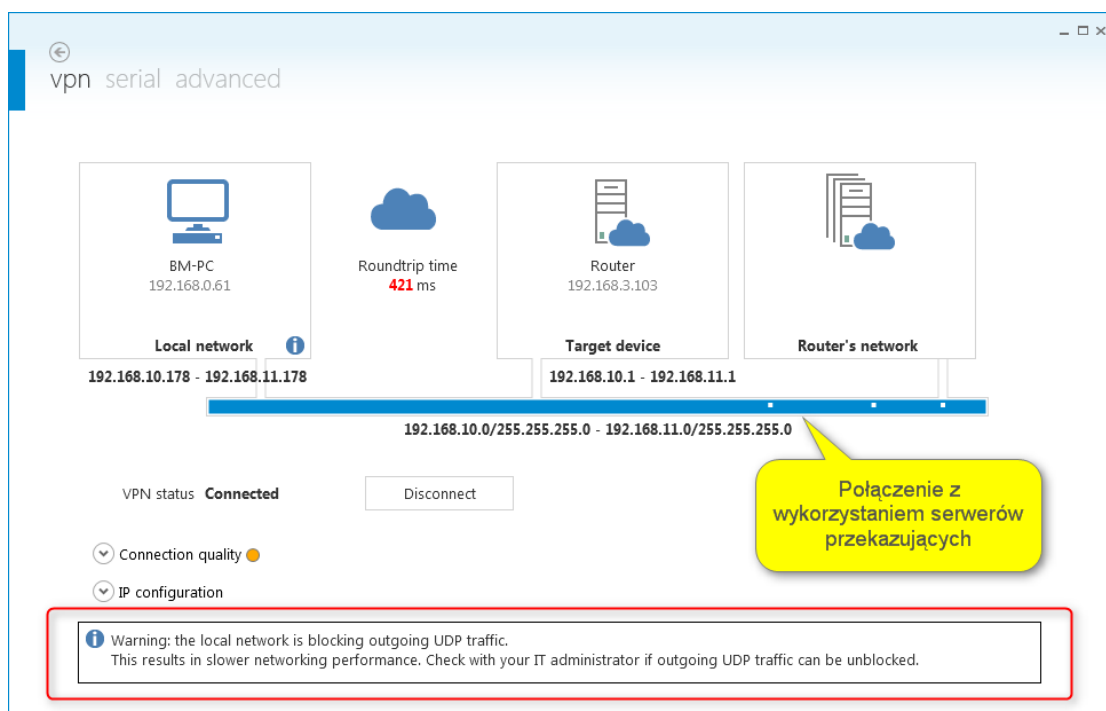 vpn serial advanced
BM-PC
192.168.0.61
Local network
Roundtrip time
421 ms
Router
192.168.3.103
Target device
Router's network
192.168.10.178 - 192.168.11.178
192.168.10.1 - 192.168.11.1
192.168.10.0/255.255.255.0 - 192.168.11.0/255.255.255.0
Połączenie z
wykorzystaniem serwerów
przekazujących
VPN status Connected
Disconnect
Connection quality
IP configuration
Warning: the local network is blocking outgoing UDP traffic.
This results in slower networking performance. Check with your IT administrator if outgoing UDP traffic can be unblocked.